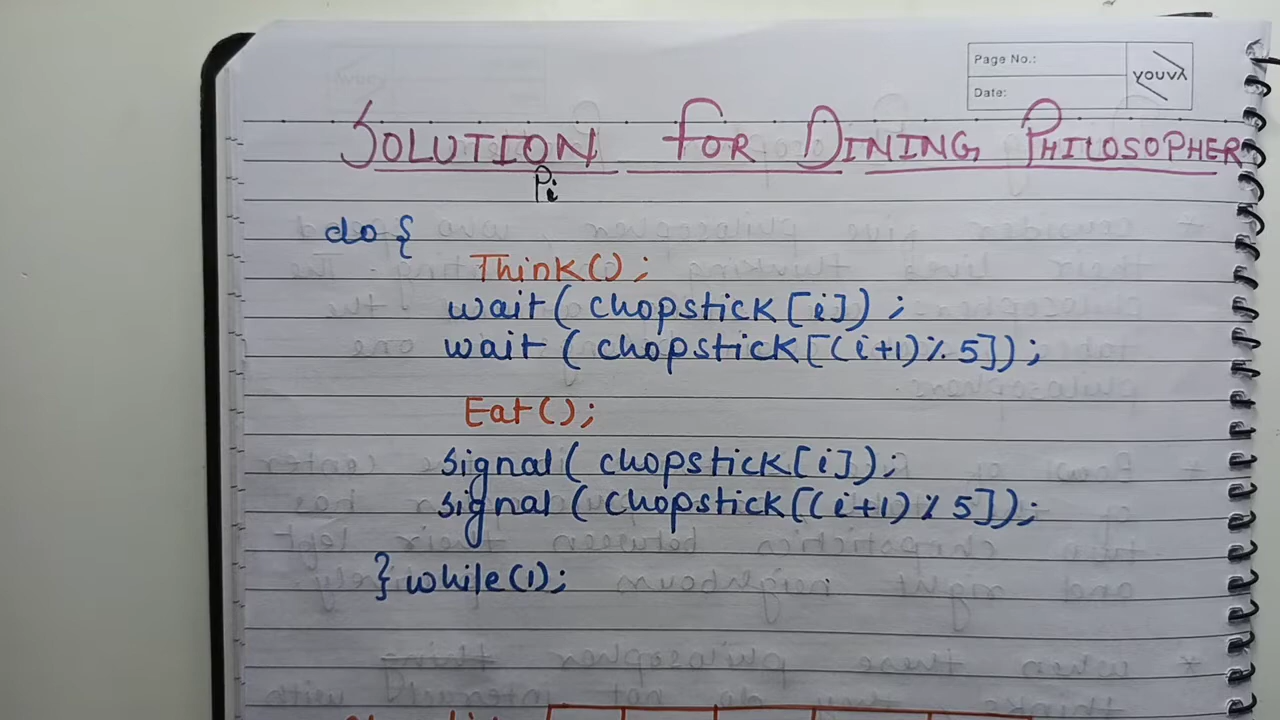 Page No.:
Date:
YOUVA
SOLUTION FOR DINING PHILOSOPHER
Pi
do {
Think();
wait( chopstick[i]);
wait ( chopstick[(i+1)%5]);
Eat();
signal( chopstick[i]);
signal ( chopstick[(i+1)%5]);
} while(1);